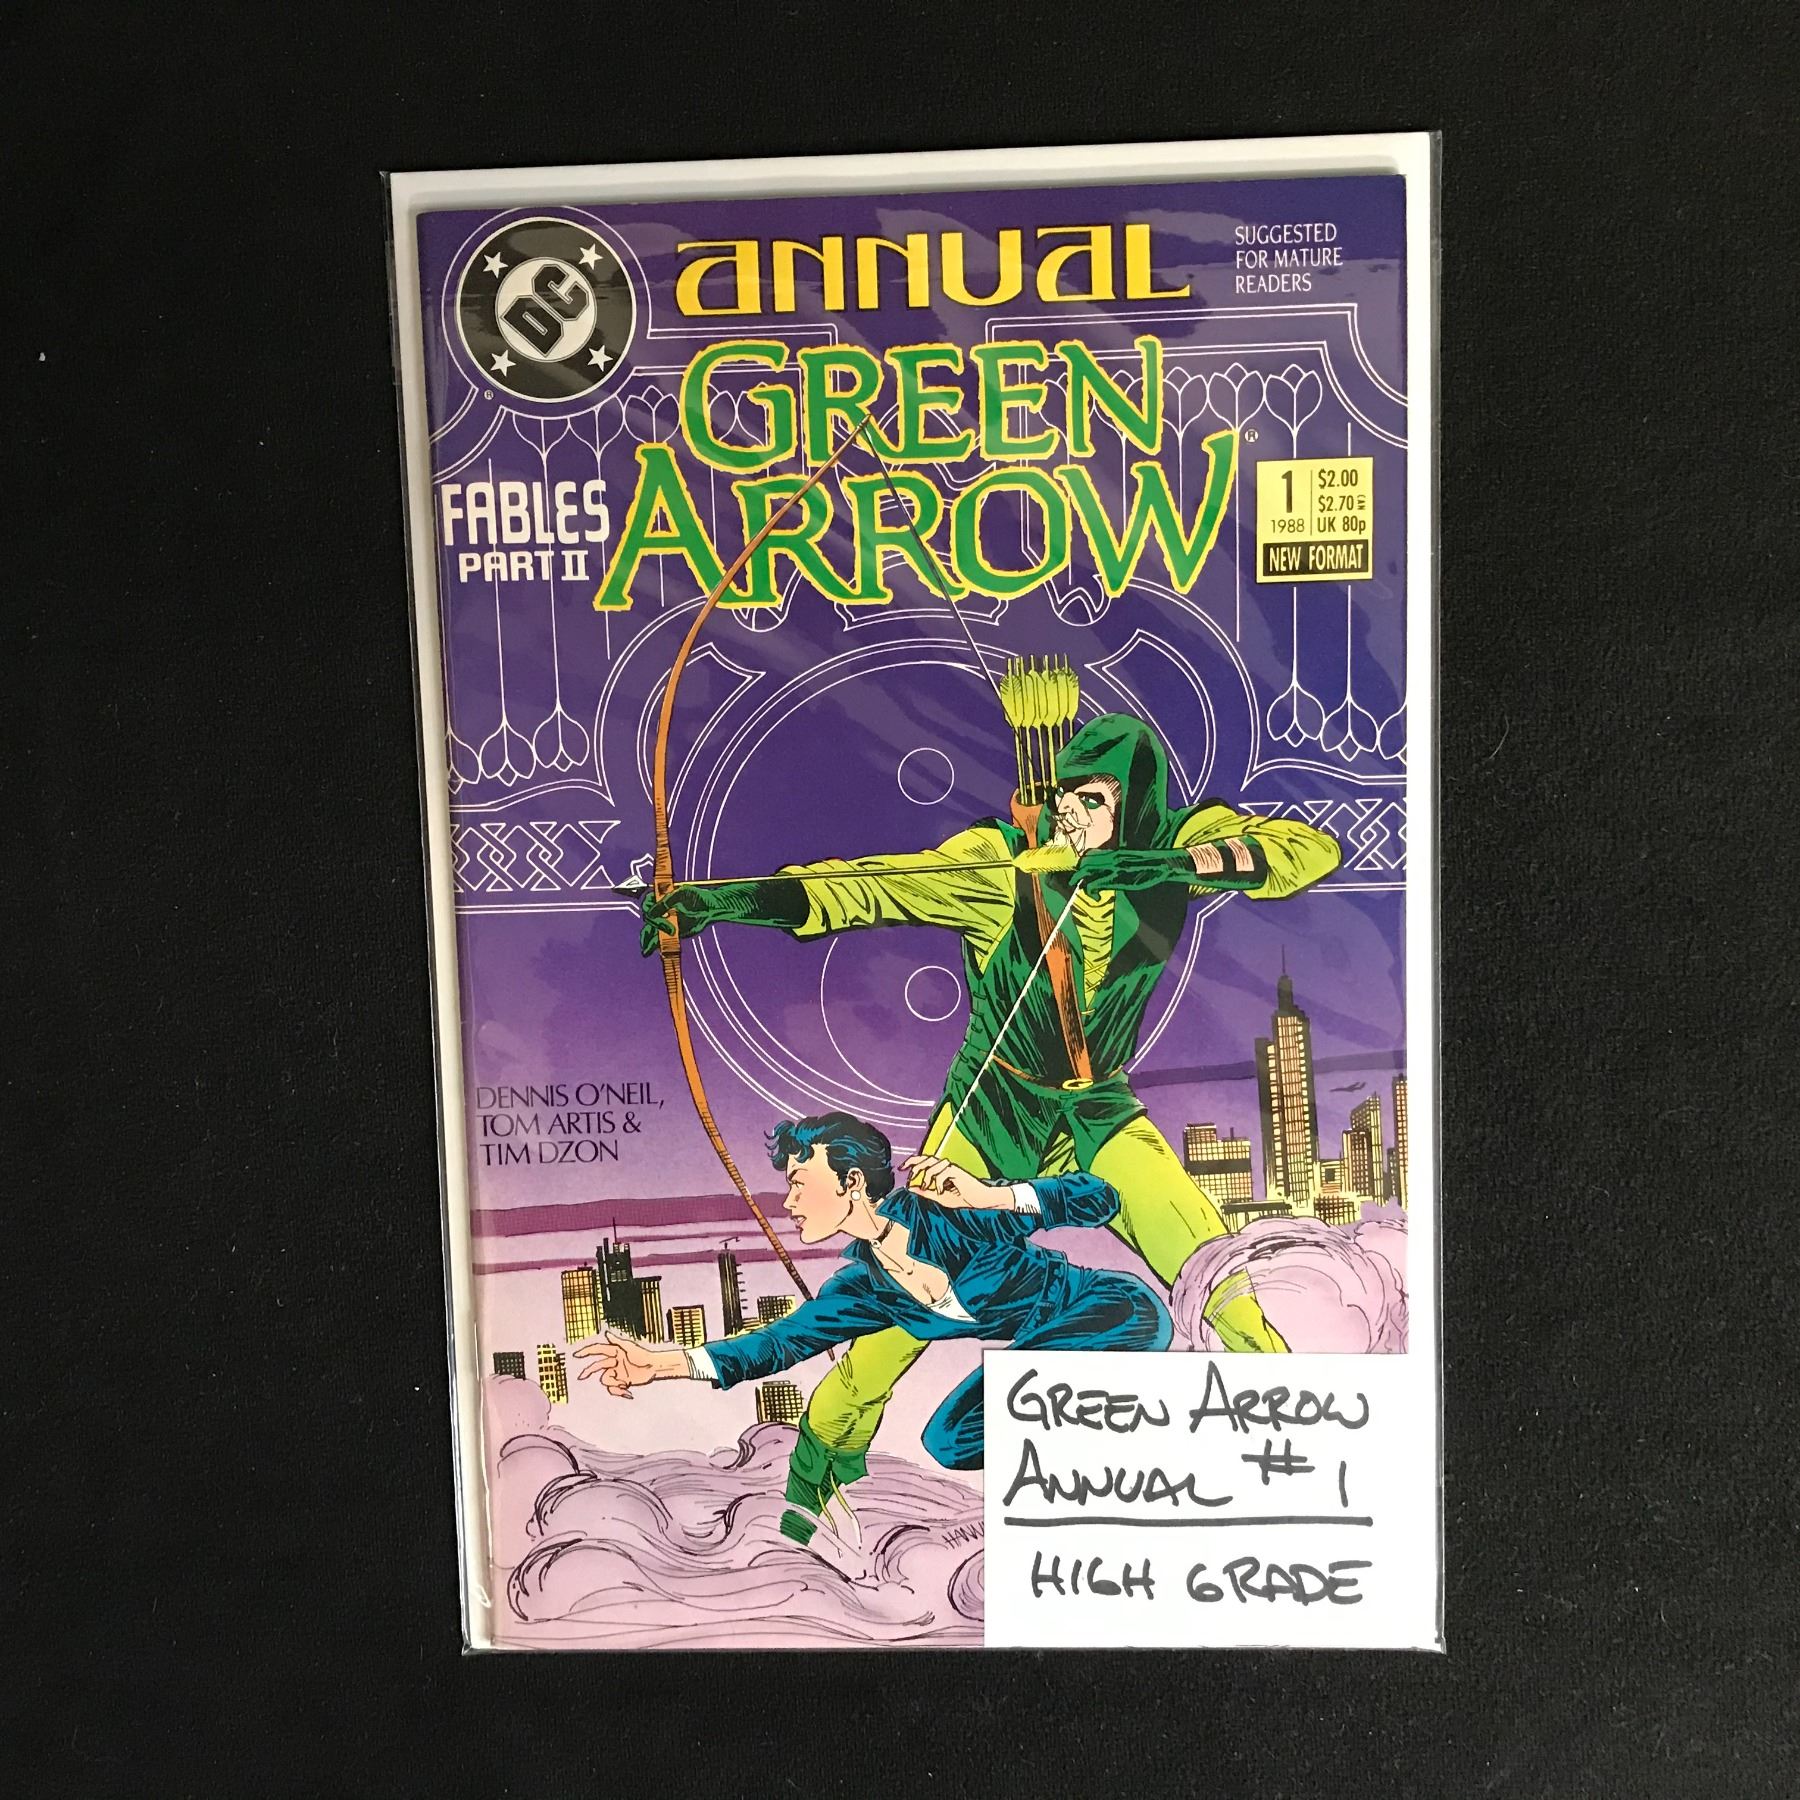 DC
®
ANNUAL
SUGGESTED
FOR MATURE
READERS
GREEN
ARROW
®
FABLES
PART II
1
1988
$2.00
$2.70 CAN
UK 80p
NEW FORMAT
DENNIS O'NEIL,
TOM ARTIS &
TIM DZON
GREEN ARROW
ANNUAL #1
HIGH GRADE